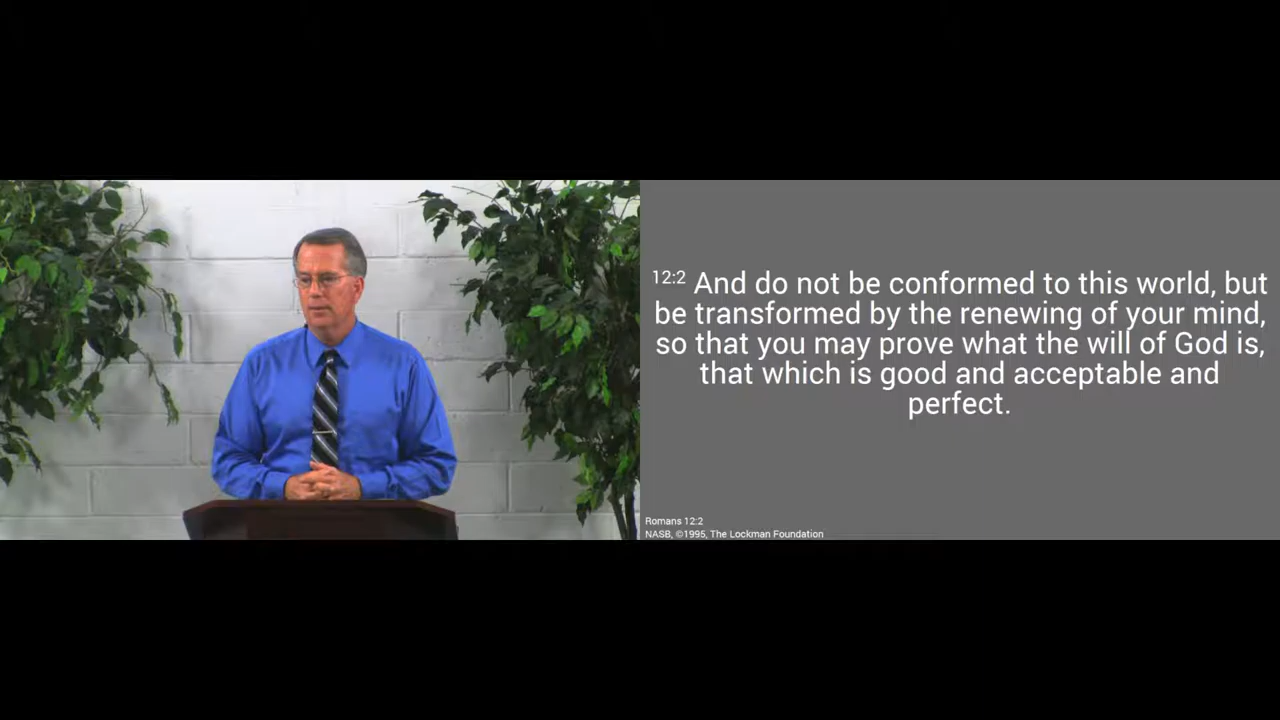 12:2 And do not be conformed to this world, but
be transformed by the renewing of your mind,
so that you may prove what the will of God is,
that which is good and acceptable and
perfect.
Romans 12:2
NASB, ©1995, The Lockman Foundation